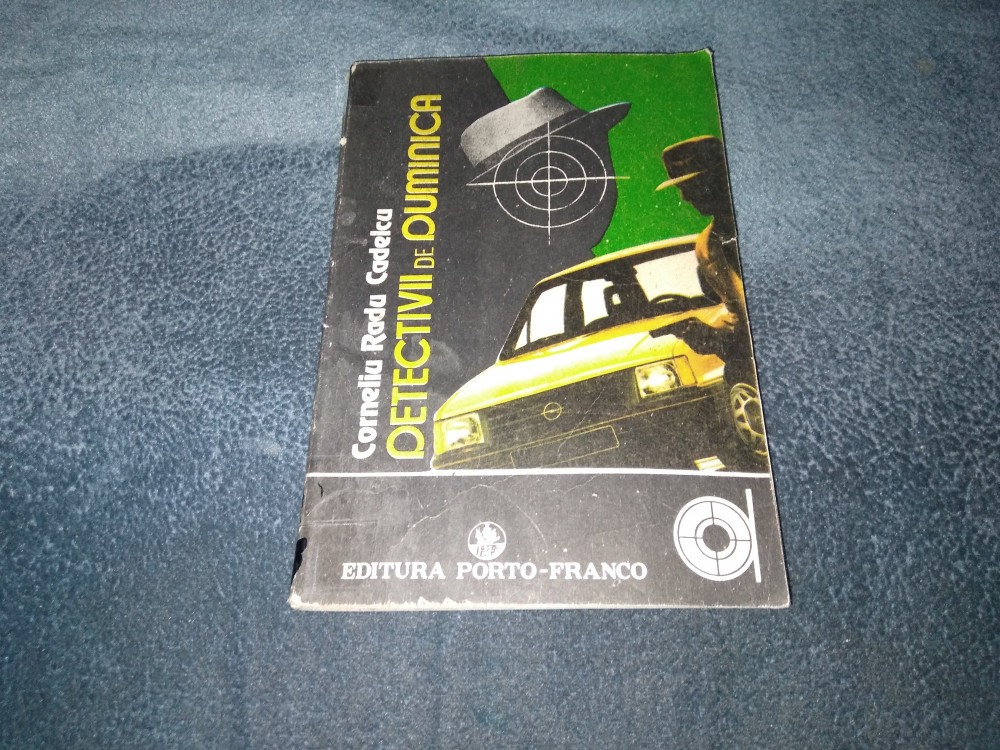 Corneliu Radu Cadelcu
DETECTIVII DE DUMINICA
EDITURA PORTO-FRANCO